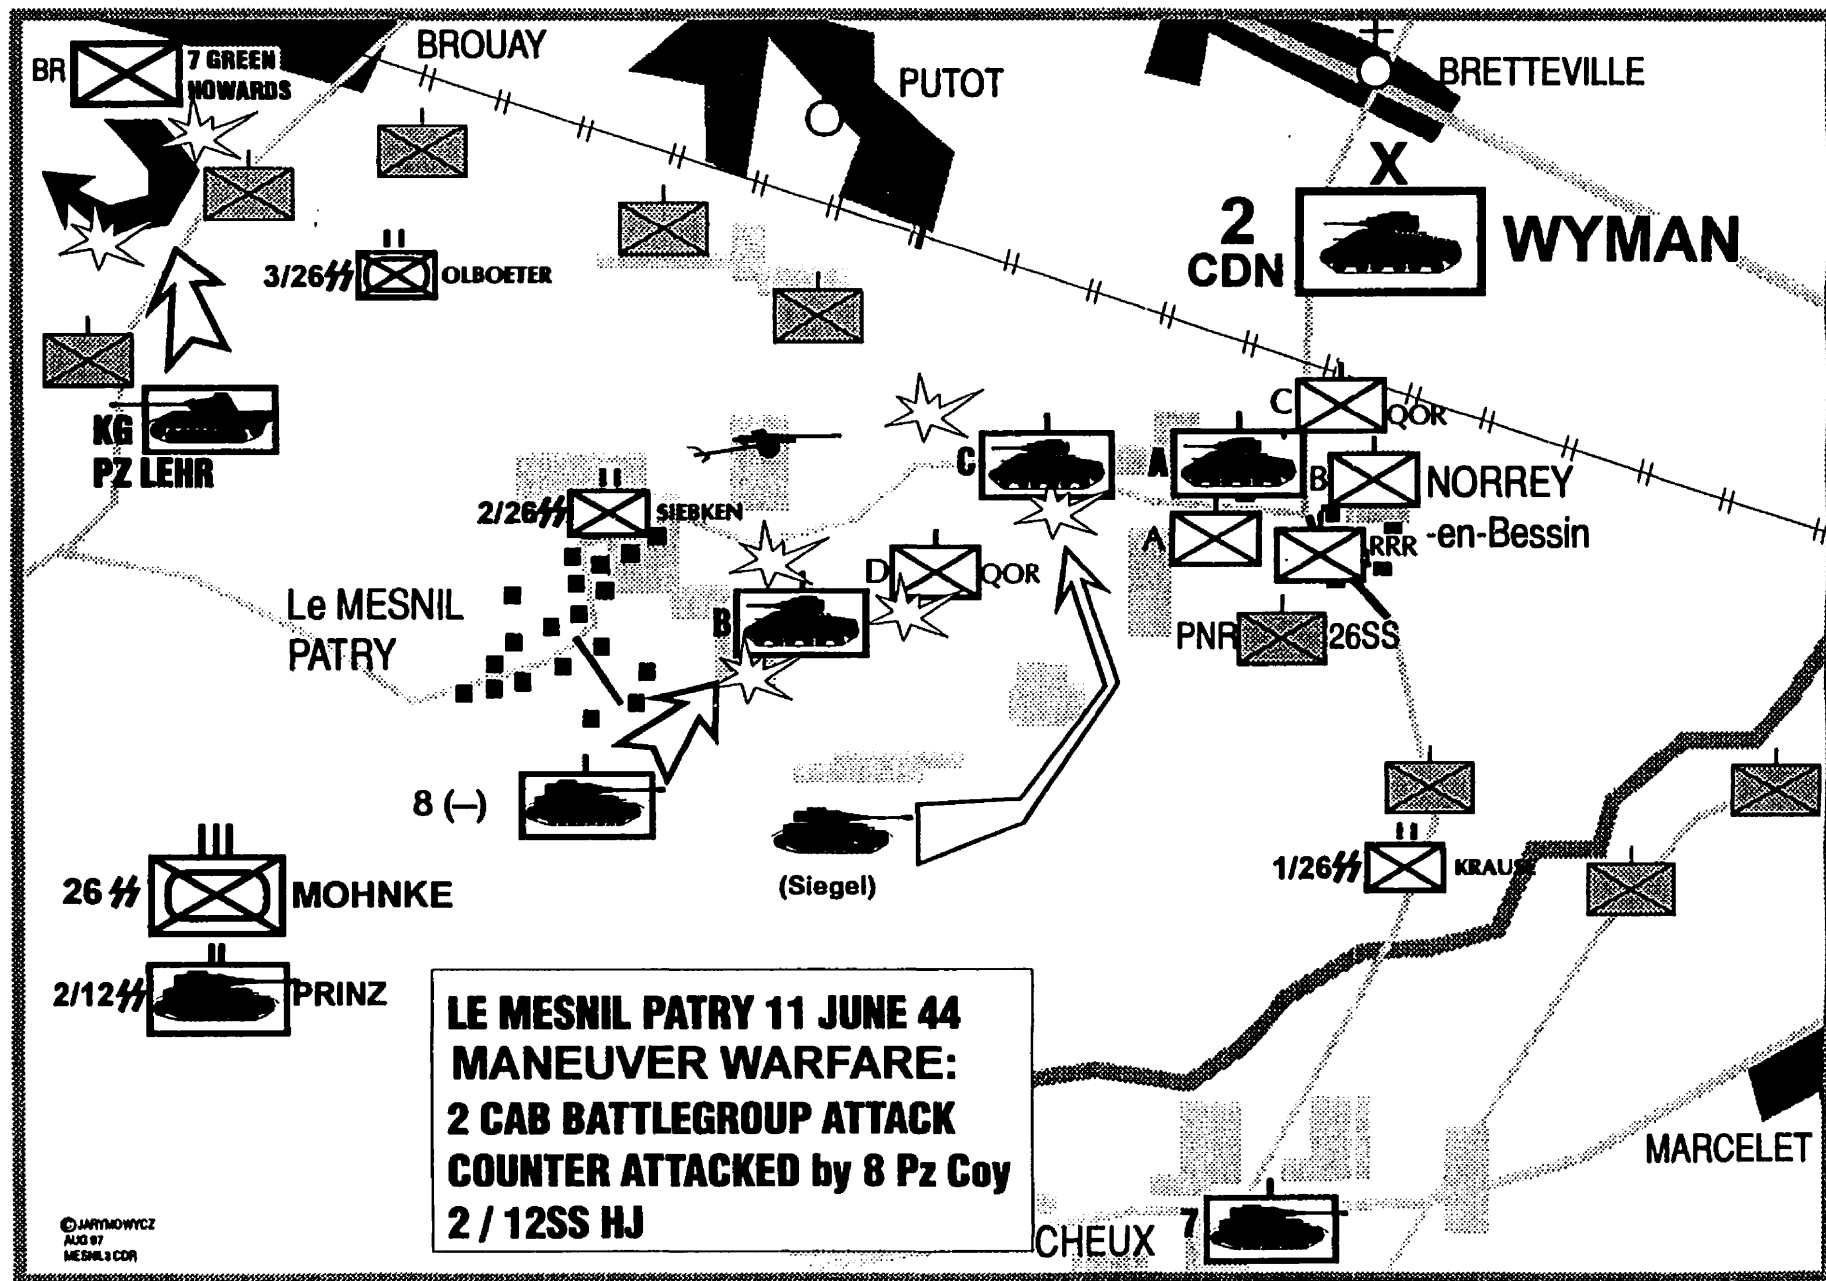 BROUAY
BR
7 GREEN
HOWARDS
PUTOT
BRETTEVILLE
X
2
CDN
WYMAN
3/26
OLBOETER
KG
PZ LEHR
C
QOR
C
A
B
NORREY
-en-Bessin
2/26
SIEBKEN
A
RRR
D
QOR
Le MESNIL
PATRY
B
PNR
26SS
8 (—)
(Siegel)
1/26
KRAUSE
26
MOHNKE
2/12
PRINZ
LE MESNIL PATRY 11 JUNE 44
MANEUVER WARFARE:
2 CAB BATTLEGROUP ATTACK
COUNTER ATTACKED by 8 Pz Coy
2 / 12SS HJ
MARCELET
CHEUX
7
© JARYMOWYCZ
AUG 97
MESNIL3 CDR